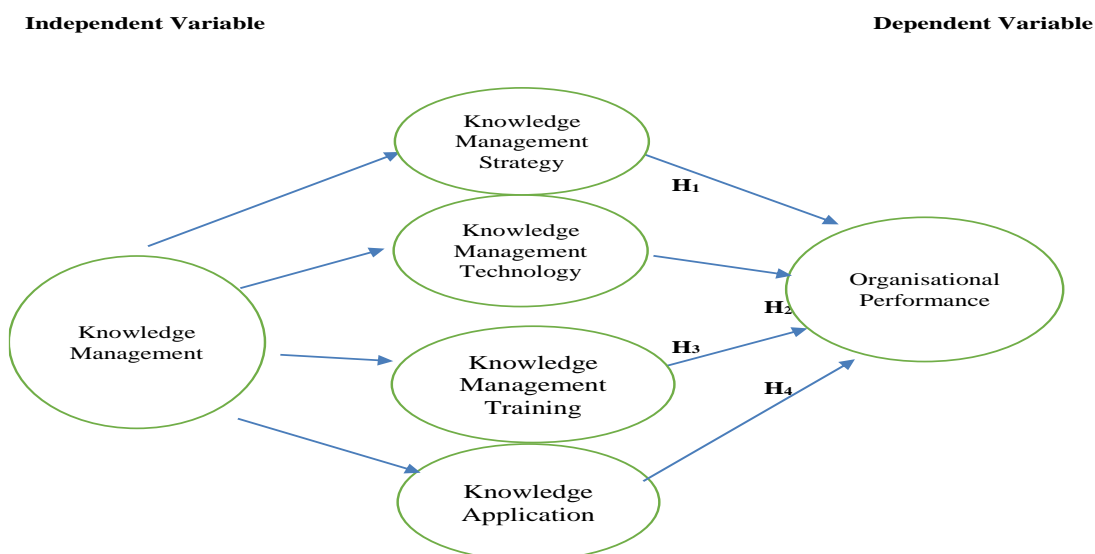 Independent Variable
Dependent Variable
Knowledge
Management
Strategy
H₁
Knowledge
Management
Technology
Organisational
Performance
H₂
Knowledge
Management
H₃
Knowledge
Management
Training
H₄
Knowledge
Application